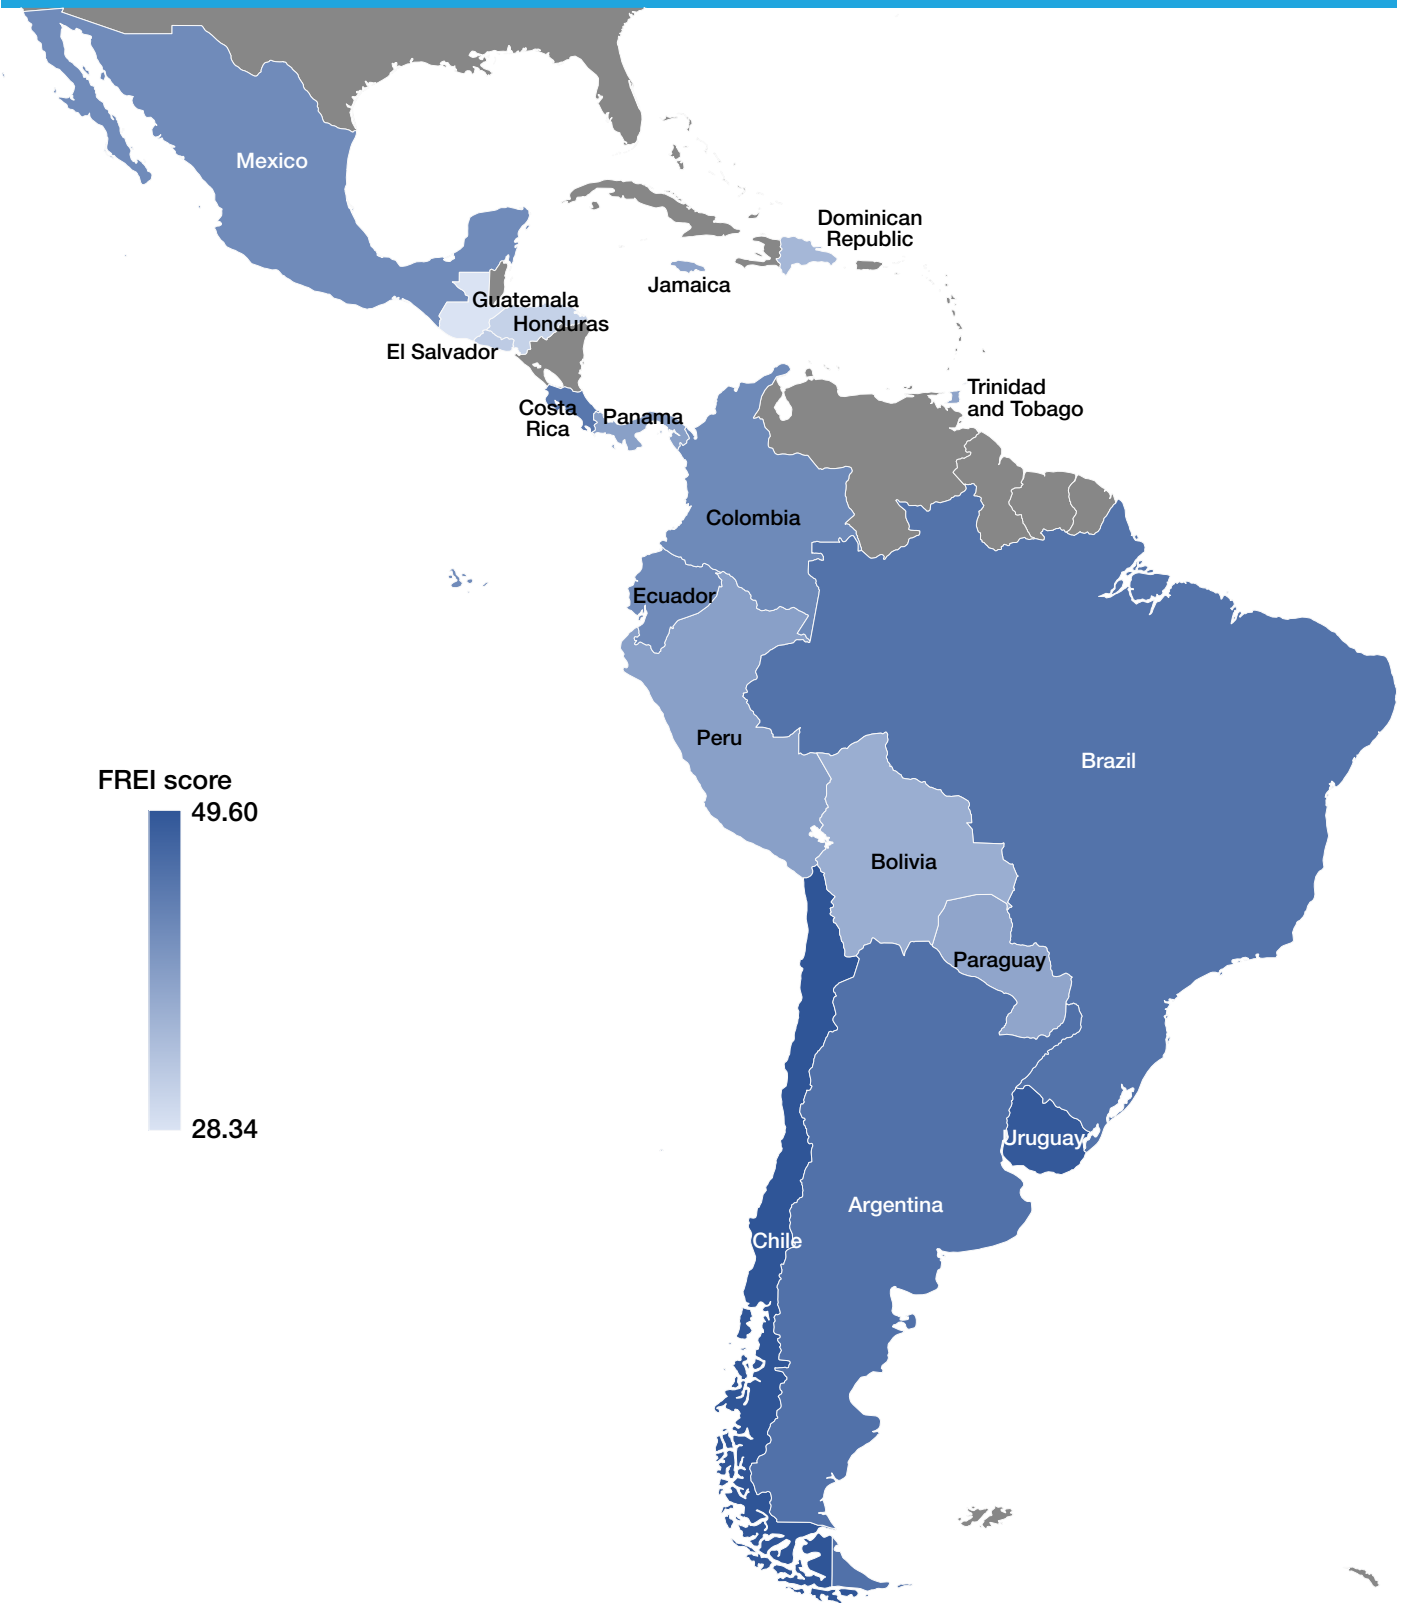 Mexico
Dominican
Republic
Jamaica
Guatemala
Honduras
El Salvador
Trinidad
and Tobago
Costa
Rica
Panama
Colombia
Ecuador
Peru
Brazil
FREI score
49.60
28.34
Bolivia
Paraguay
Uruguay
Argentina
Chile